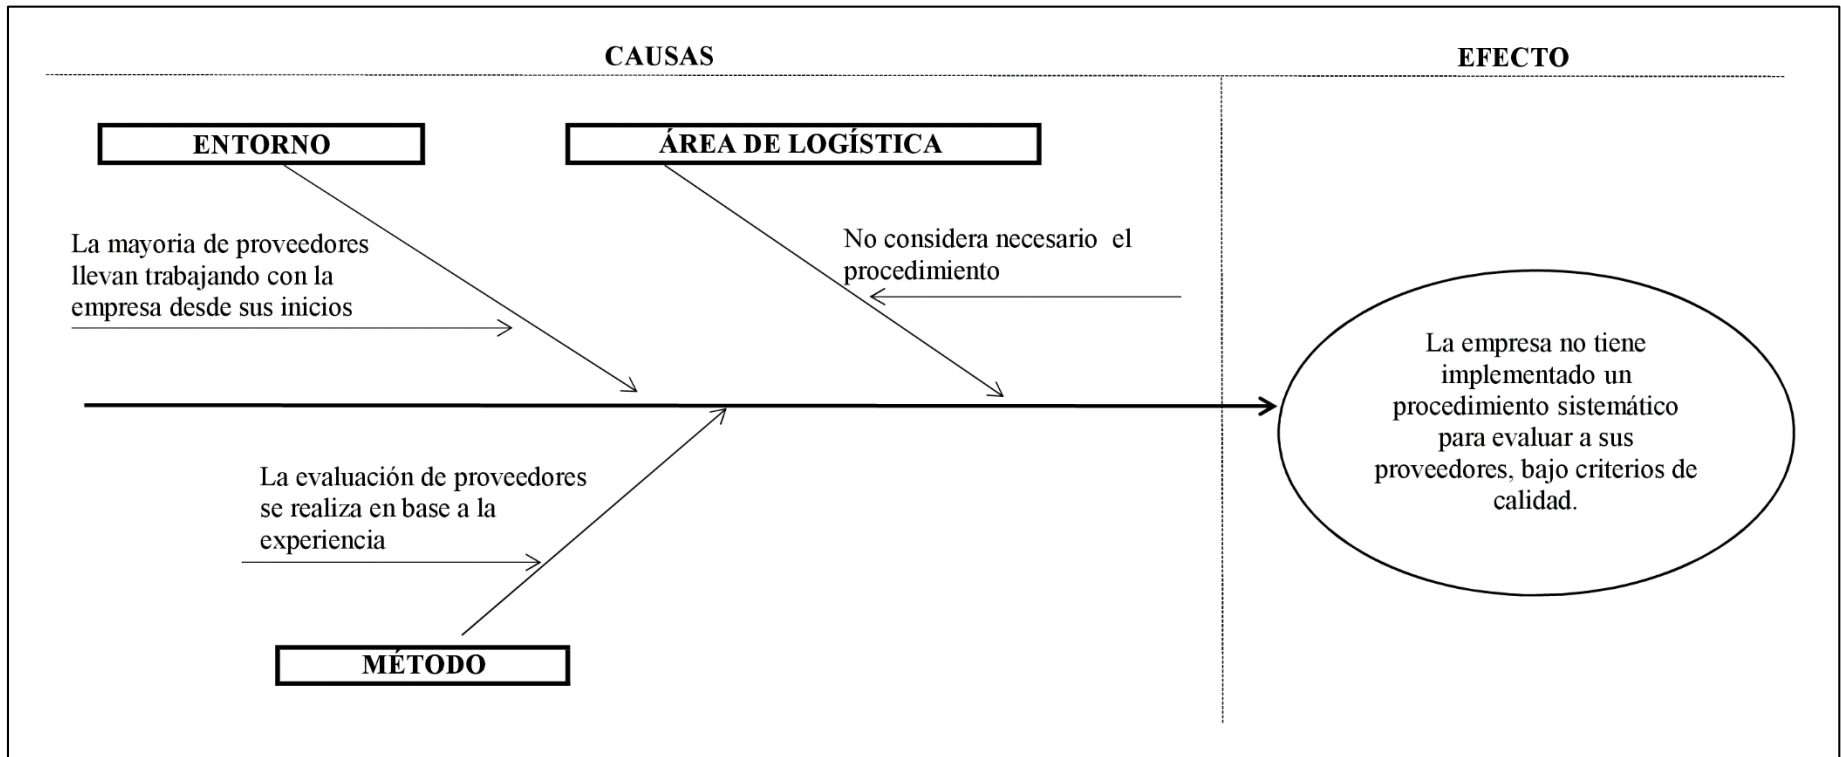 CAUSAS
EFECTO
ENTORNO
ÁREA DE LOGÍSTICA
La mayoria de proveedores
llevan trabajando con la
empresa desde sus inicios
No considera necesario  el
procedimiento
La evaluación de proveedores
se realiza en base a la
experiencia
MÉTODO
La empresa no tiene
implementado un
procedimiento sistemático
para evaluar a sus
proveedores, bajo criterios de
calidad.